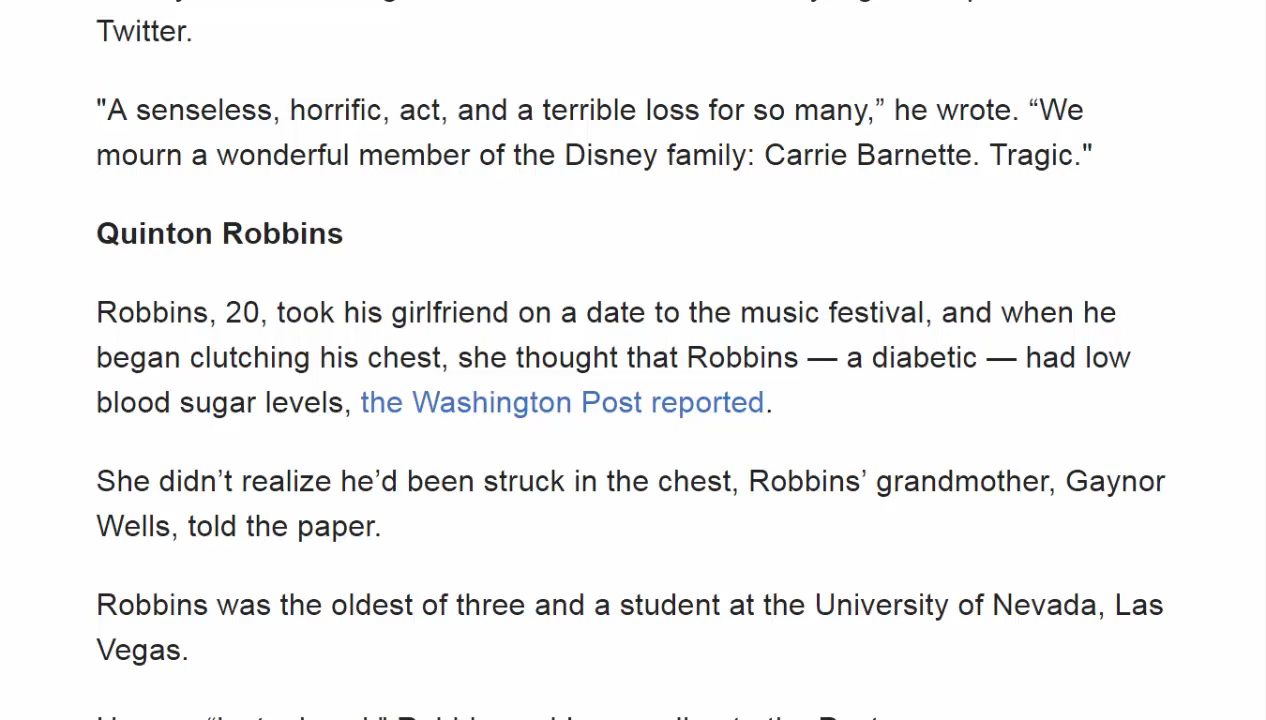 Twitter.
"A senseless, horrific, act, and a terrible loss for so many,” he wrote. “We
mourn a wonderful member of the Disney family: Carrie Barnette. Tragic."
Quinton Robbins
Robbins, 20, took his girlfriend on a date to the music festival, and when he
began clutching his chest, she thought that Robbins — a diabetic — had low
blood sugar levels, the Washington Post reported.
She didn’t realize he’d been struck in the chest, Robbins’ grandmother, Gaynor
Wells, told the paper.
Robbins was the oldest of three and a student at the University of Nevada, Las
Vegas.